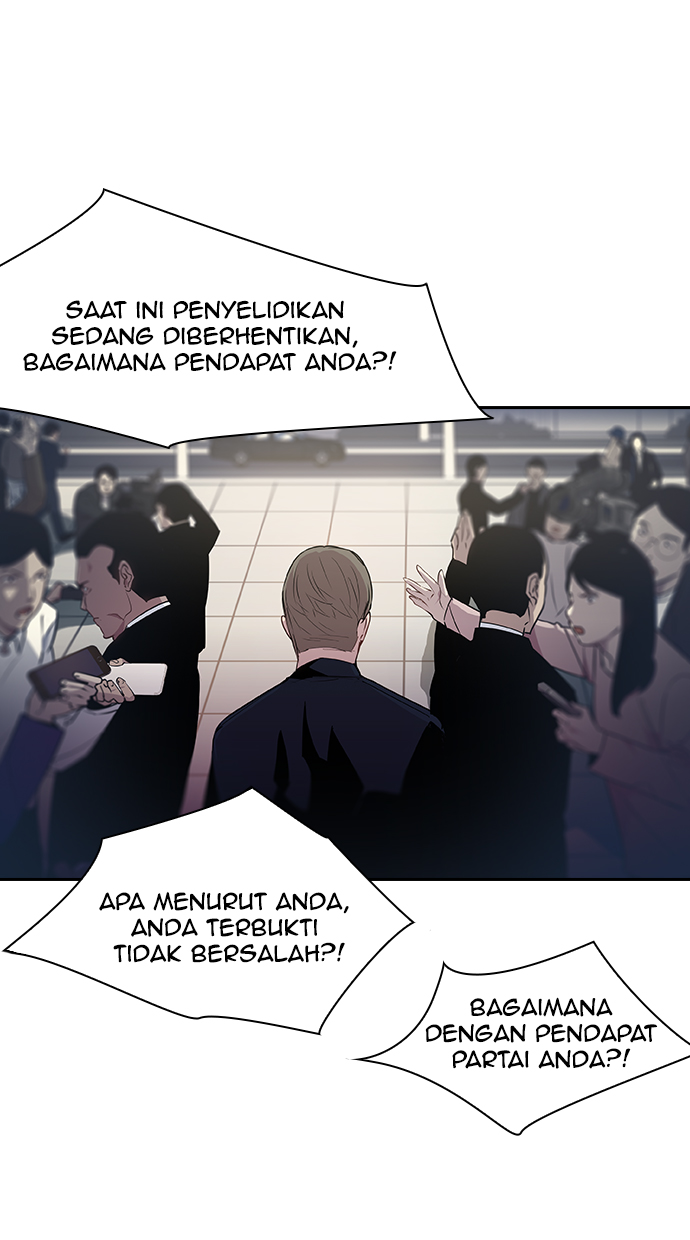 SAAT INI PENYELIDIKAN
SEDANG DIBERHENTIKAN,
BAGAIMANA PENDAPAT ANDA?!
APA MENURUT ANDA,
ANDA TERBUKTI
TIDAK BERSALAH?!
BAGAIMANA
DENGAN PENDAPAT
PARTAI ANDA?!